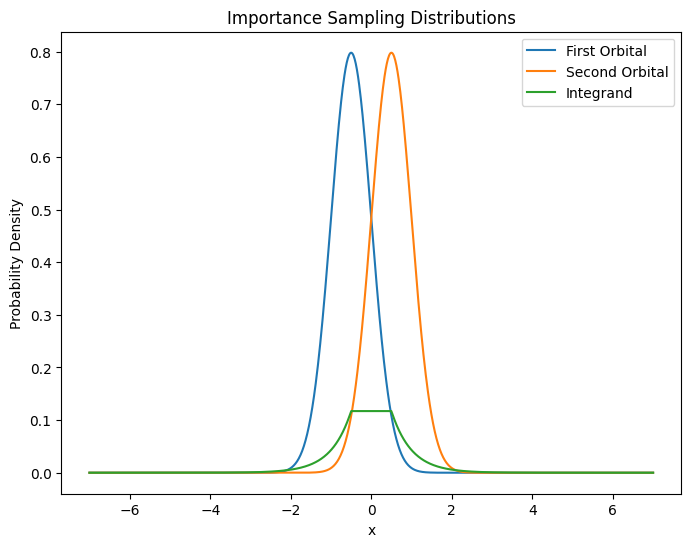 Importance Sampling Distributions
First Orbital
Second Orbital
Integrand
Probability Density
0.8
0.7
0.6
0.5
0.4
0.3
0.2
0.1
0.0
−6 −4 −2 0 2 4 6
x